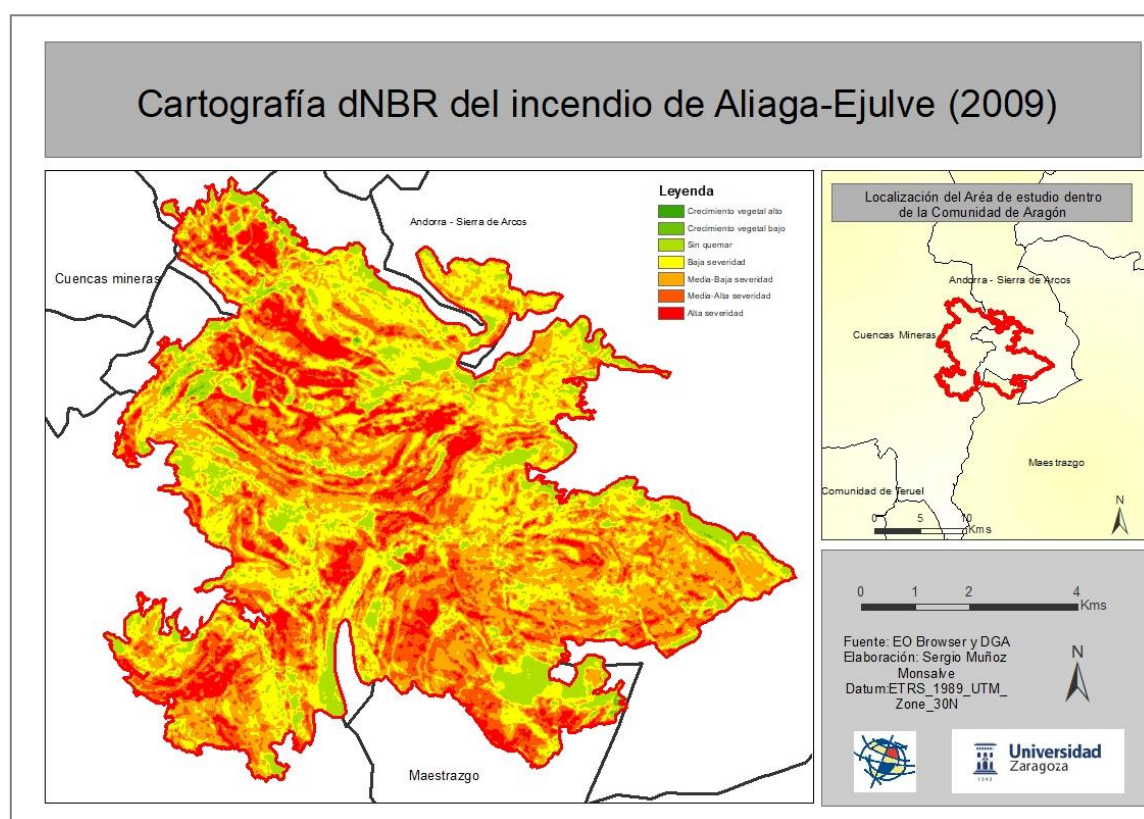 Cartografía dNBR del incendio de Aliaga-Ejulve (2009)
Leyenda
Crecimiento vegetal alto
Crecimiento vegetal bajo
Sin quemar
Baja severidad
Media-Baja severidad
Media-Alta severidad
Alta severidad
Andorra - Sierra de Arcos
Cuencas mineras
Maestrazgo
Localización del Aréa de estudio dentro
de la Comunidad de Aragón
Andorra - Sierra de Arcos
Cuencas Mineras
Maestrazgo
Comunidad de Teruel
N
0 5 10
Kms
0 1 2 4
Kms
Fuente: EO Browser y DGA
Elaboración: Sergio Muñoz
Monsalve
Datum:ETRS_1989_UTM_
Zone_30N
N
Universidad
Zaragoza
1542